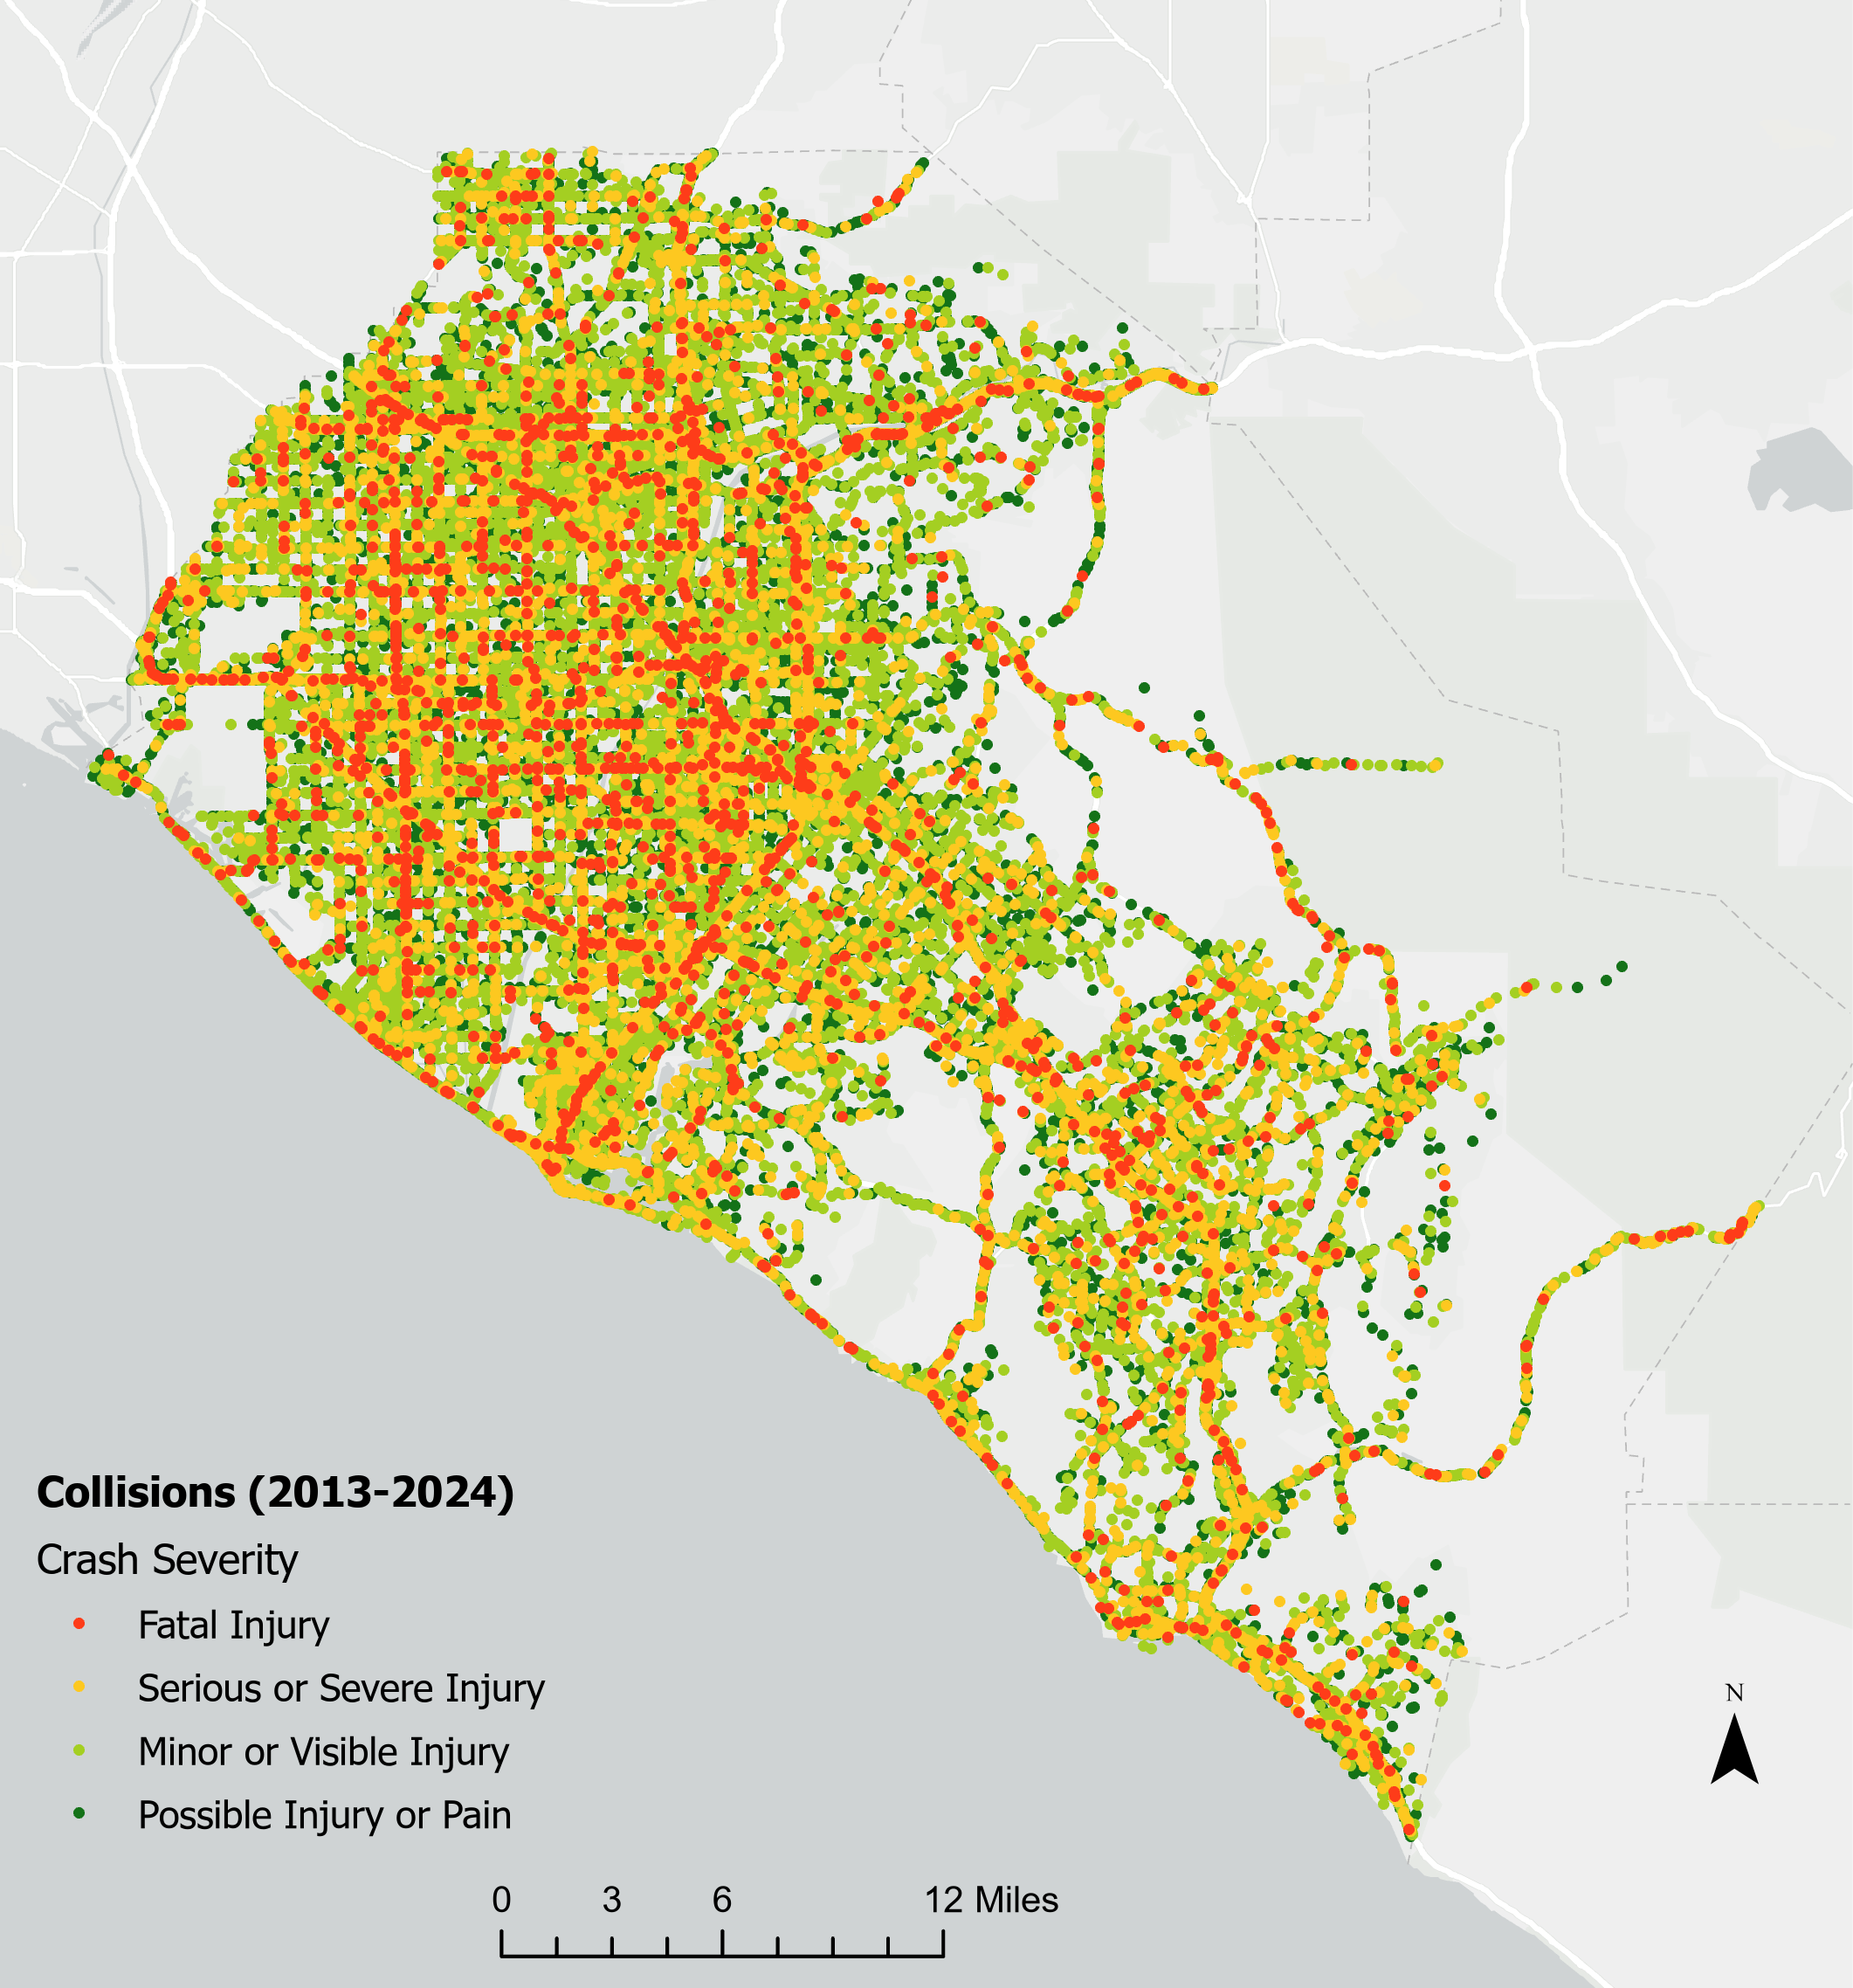 Collisions (2013-2024)
Crash Severity
Fatal Injury
Serious or Severe Injury
Minor or Visible Injury
Possible Injury or Pain
N
0 3 6 12 Miles